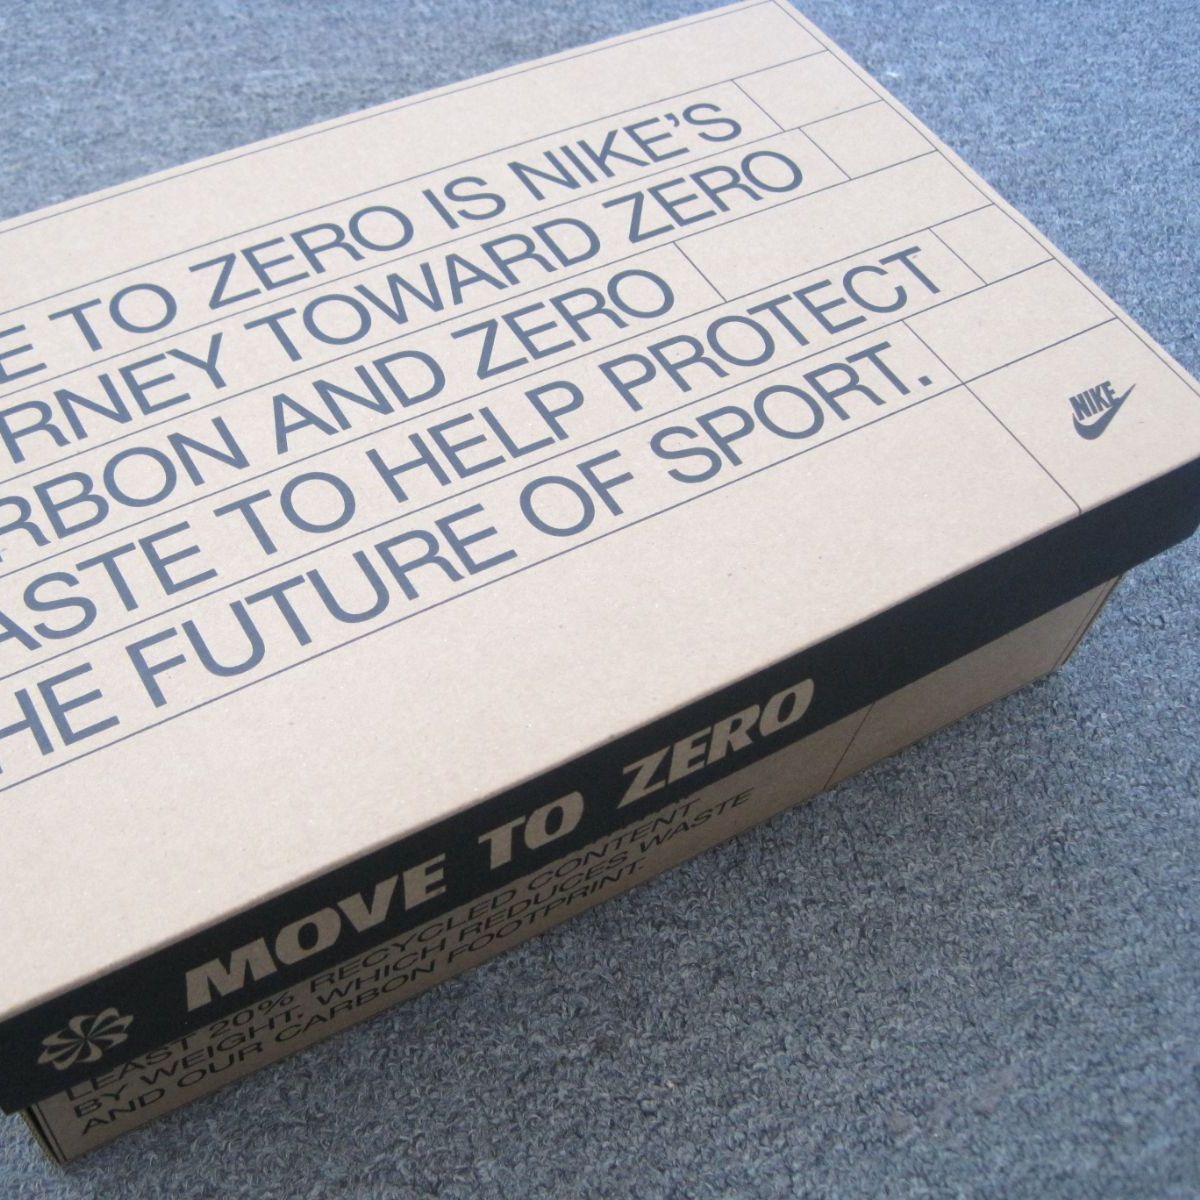 E TO ZERO IS NIKE'S
RNEY TOWARD ZERO
RBON AND ZERO
ASTE TO HELP PROTECT
HE FUTURE OF SPORT.
NIKE
MOVE TO ZERO
LEAST 20% RECYCLED CONTENT
BY WEIGHT, WHICH REDUCES WASTE
AND OUR CARBON FOOTPRINT.